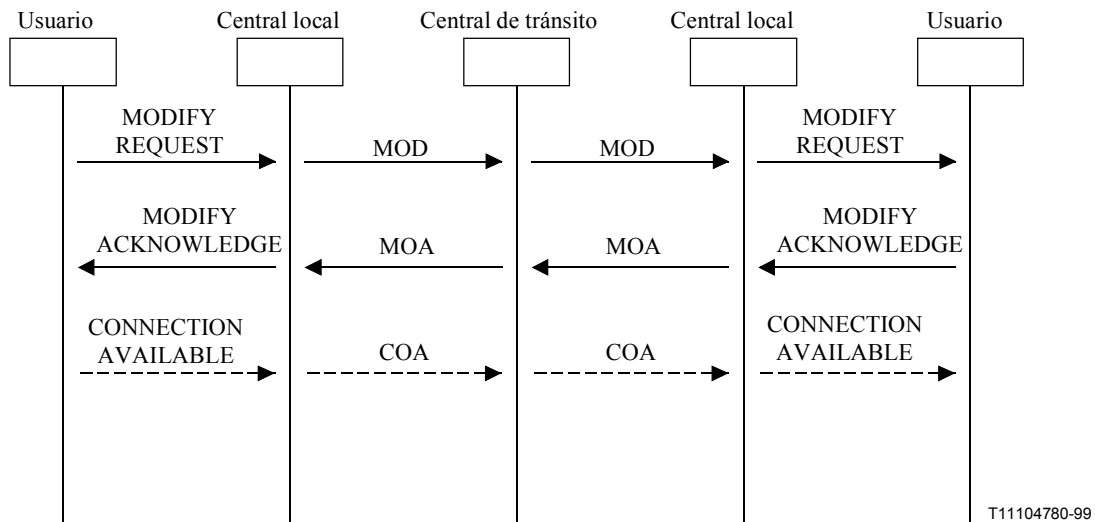 Usuario
Central local
Central de tránsito
Central local
Usuario
MODIFY
REQUEST
MOD
MOD
MODIFY
REQUEST
MODIFY
ACKNOWLEDGE
MOA
MOA
MODIFY
ACKNOWLEDGE
CONNECTION
AVAILABLE
COA
COA
CONNECTION
AVAILABLE
T11104780-99